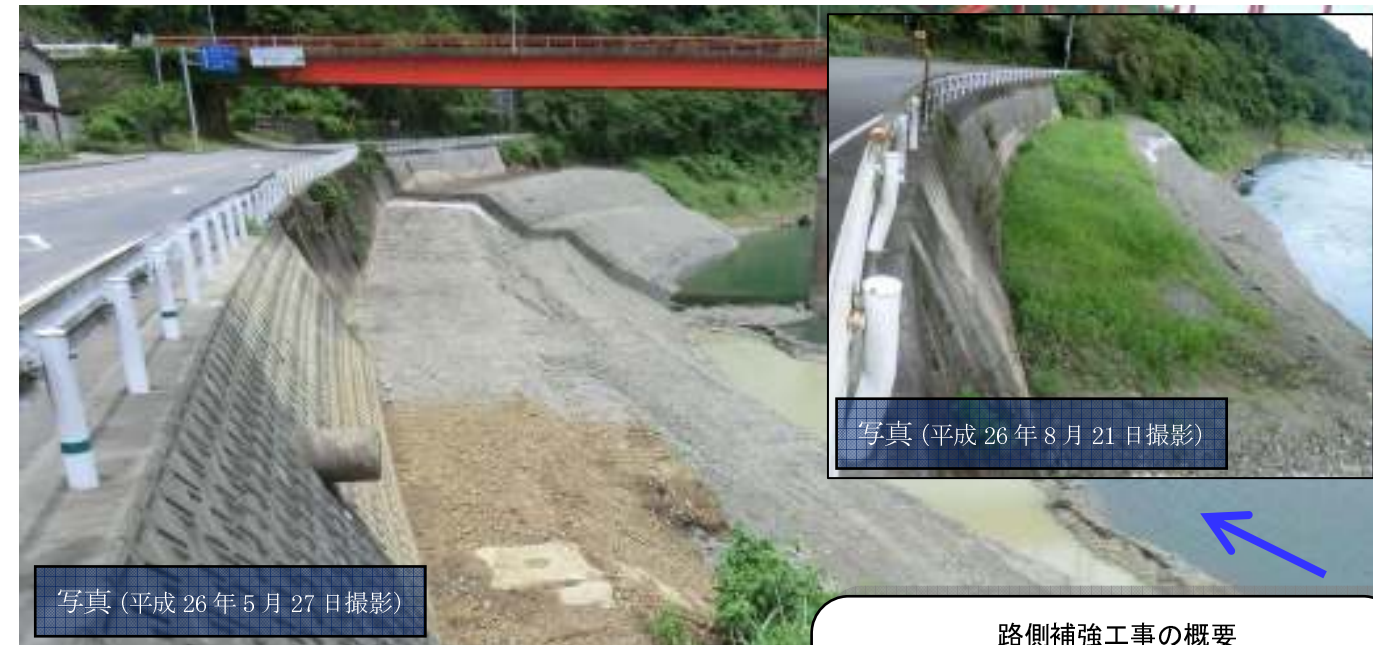 写真（平成 26 年 8 月 21 日撮影）
写真（平成 26 年 5 月 27 日撮影）
路側補強工事の概要